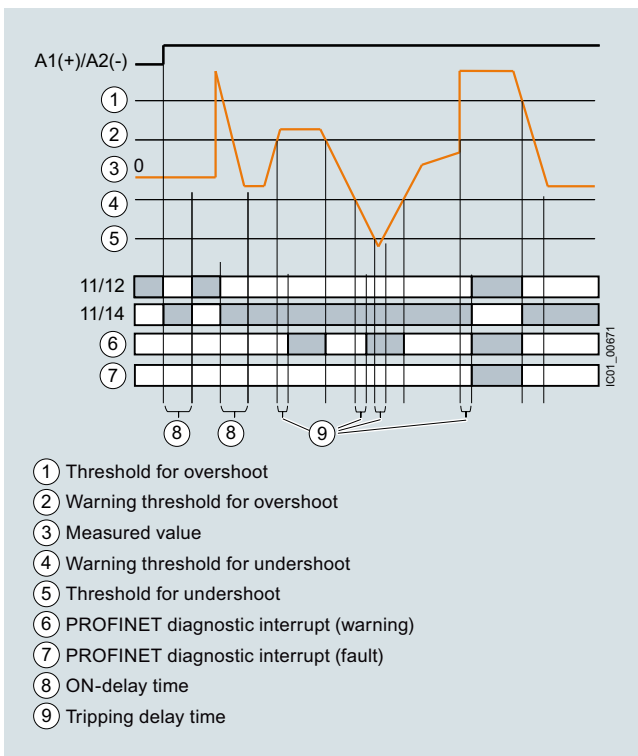 A1(+)/A2(-)
1
2
3 0
4
5
11/12
11/14
6
7
IC01_00671
8 8 9
1 Threshold for overshoot
2 Warning threshold for overshoot
3 Measured value
4 Warning threshold for undershoot
5 Threshold for undershoot
6 PROFINET diagnostic interrupt (warning)
7 PROFINET diagnostic interrupt (fault)
8 ON-delay time
9 Tripping delay time